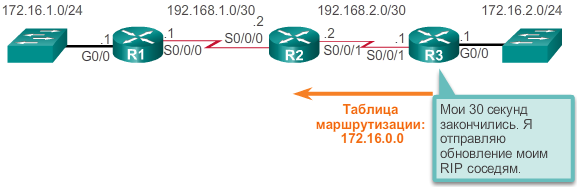 172.16.1.0/24
192.168.1.0/30
192.168.2.0/30
172.16.2.0/24
.1
G0/0
R1
.1
S0/0/0
.2
S0/0/0
R2
.2
S0/0/1
.1
S0/0/1
R3
.1
G0/0
Таблица
маршрутизации:
172.16.0.0
Мои 30 секунд
закончились. Я
отправляю
обновление моим
RIP соседям.